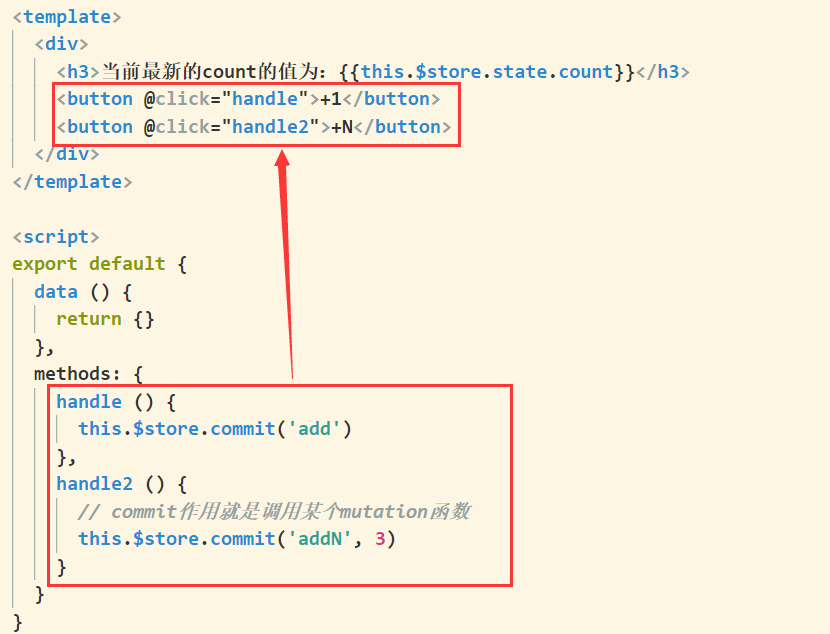 <template>
  <div>
    <h3>当前最新的count的值为：{{this.$store.state.count}}</h3>
    <button @click="handle">+1</button>
    <button @click="handle2">+N</button>
  </div>
</template>

<script>
export default {
  data () {
    return {}
  },
  methods: {
    handle () {
      this.$store.commit('add')
    },
    handle2 () {
      // commit作用就是调用某个mutation函数
      this.$store.commit('addN', 3)
    }
  }
}